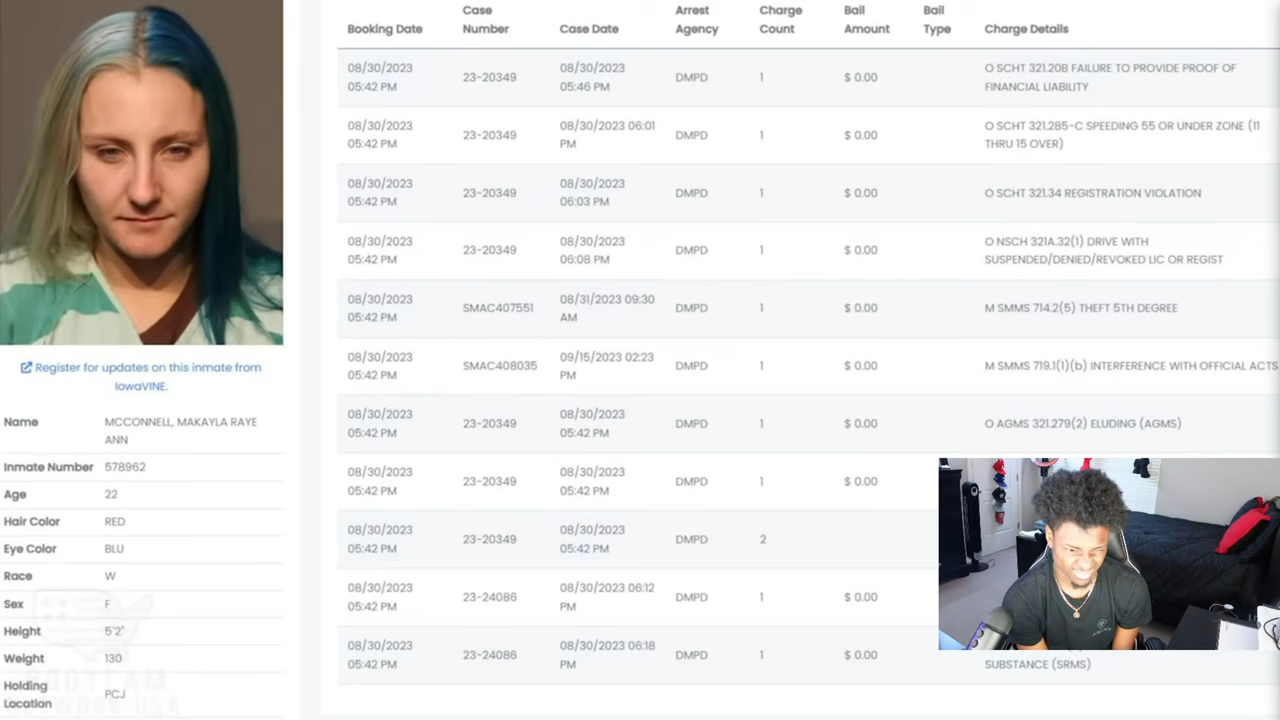 Register for updates on this inmate from
IowaVINE.
Name MCCONNELL, MAKAYLA RAYE
ANN
Inmate Number 578962
Age 22
Hair Color RED
Eye Color BLU
Race W
Sex F
Height 5'2"
Weight 130
Holding
Location PCJ
Booking Date Case
Number Case Date Arrest
Agency Charge
Count Bail
Amount Bail
Type Charge Details
08/30/2023
05:42 PM 23-20349 08/30/2023
05:46 PM DMPD 1 $ 0.00 O SCHT 321.20B FAILURE TO PROVIDE PROOF OF
FINANCIAL LIABILITY
08/30/2023
05:42 PM 23-20349 08/30/2023 06:01
PM DMPD 1 $ 0.00 O SCHT 321.285-C SPEEDING 55 OR UNDER ZONE (11
THRU 15 OVER)
08/30/2023
05:42 PM 23-20349 08/30/2023
06:03 PM DMPD 1 $ 0.00 O SCHT 321.34 REGISTRATION VIOLATION
08/30/2023
05:42 PM 23-20349 08/30/2023
06:08 PM DMPD 1 $ 0.00 O NSCH 321A.32(1) DRIVE WITH
SUSPENDED/DENIED/REVOKED LIC OR REGIST
08/30/2023
05:42 PM SMAC407551 08/31/2023 09:30
AM DMPD 1 $ 0.00 M SMMS 714.2(5) THEFT 5TH DEGREE
08/30/2023
05:42 PM SMAC408035 09/15/2023 02:23
PM DMPD 1 $ 0.00 M SMMS 719.1(1)(b) INTERFERENCE WITH OFFICIAL ACTS
08/30/2023
05:42 PM 23-20349 08/30/2023
05:42 PM DMPD 1 $ 0.00 O AGMS 321.279(2) ELUDING (AGMS)
08/30/2023
05:42 PM 23-20349 08/30/2023
05:42 PM DMPD 1 $ 0.00
08/30/2023
05:42 PM 23-20349 08/30/2023
05:42 PM DMPD 2
08/30/2023
05:42 PM 23-24086 08/30/2023 06:12
PM DMPD 1 $ 0.00
08/30/2023
05:42 PM 23-24086 08/30/2023 06:18
PM DMPD 1 $ 0.00
SUBSTANCE (SRMS)
BODYCAM
NETWORK USA